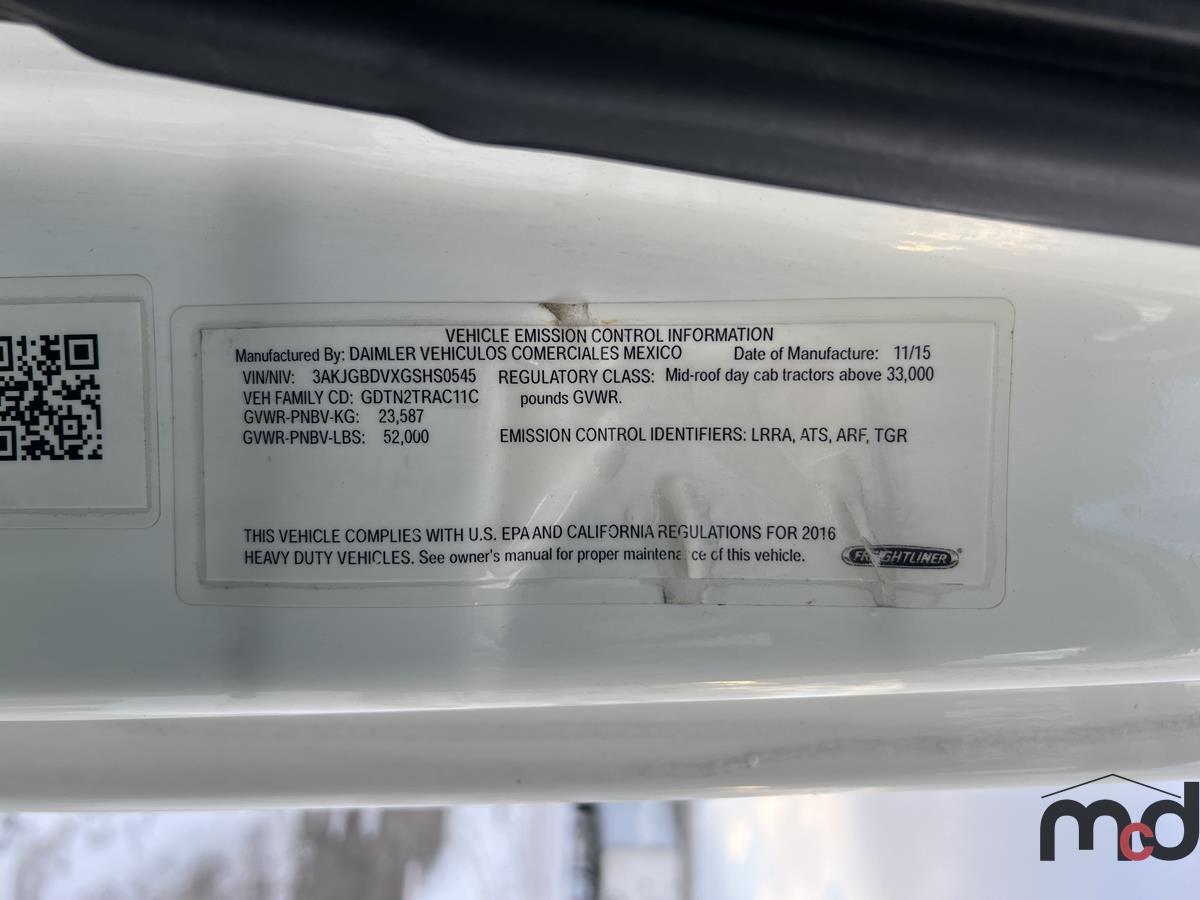 VEHICLE EMISSION CONTROL INFORMATION
Manufactured By: DAIMLER VEHICULOS COMERCIALES MEXICO Date of Manufacture: 11/15
VIN/NIV: 3AKJGBDVXGSHS0545 REGULATORY CLASS: Mid-roof day cab tractors above 33,000
VEH FAMILY CD: GDTN2TRAC11C pounds GVWR.
GVWR-PNBV-KG: 23,587
GVWR-PNBV-LBS: 52,000 EMISSION CONTROL IDENTIFIERS: LRRA, ATS, ARF, TGR
THIS VEHICLE COMPLIES WITH U.S. EPA AND CALIFORNIA REGULATIONS FOR 2016
HEAVY DUTY VEHICLES. See owner's manual for proper maintenance of this vehicle.
FREIGHTLINER
mcd